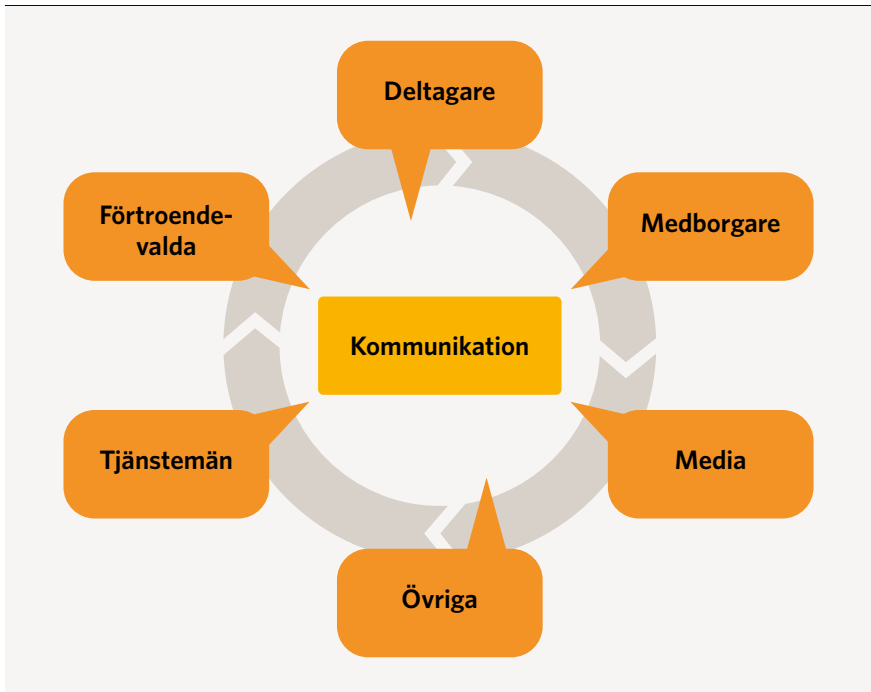 Deltagare
Förtroende-
valda
Medborgare
Kommunikation
Tjänstemän
Media
Övriga